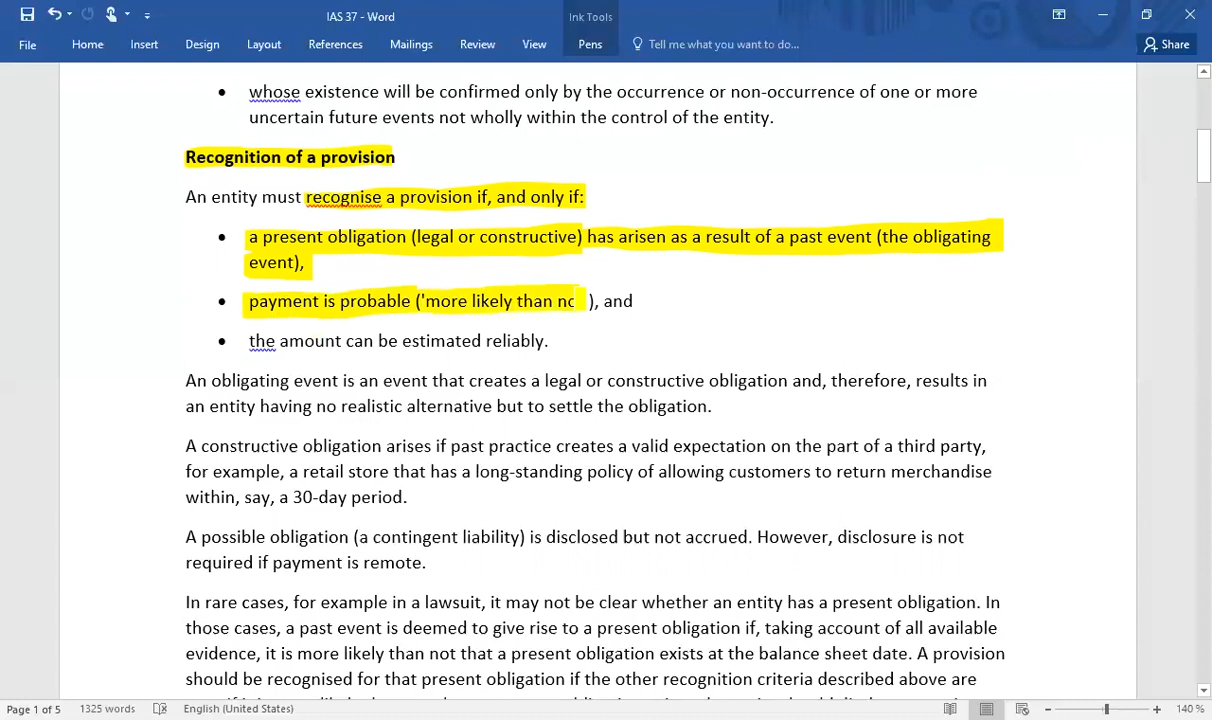 IAS 37 - Word
Ink Tools
File Home Insert Design Layout References Mailings Review View Pens Tell me what you want to do... Share
• whose existence will be confirmed only by the occurrence or non-occurrence of one or more
uncertain future events not wholly within the control of the entity.
Recognition of a provision
An entity must recognise a provision if, and only if:
• a present obligation (legal or constructive) has arisen as a result of a past event (the obligating
event),
• payment is probable ('more likely than no ), and
• the amount can be estimated reliably.
An obligating event is an event that creates a legal or constructive obligation and, therefore, results in
an entity having no realistic alternative but to settle the obligation.
A constructive obligation arises if past practice creates a valid expectation on the part of a third party,
for example, a retail store that has a long-standing policy of allowing customers to return merchandise
within, say, a 30-day period.
A possible obligation (a contingent liability) is disclosed but not accrued. However, disclosure is not
required if payment is remote.
In rare cases, for example in a lawsuit, it may not be clear whether an entity has a present obligation. In
those cases, a past event is deemed to give rise to a present obligation if, taking account of all available
evidence, it is more likely than not that a present obligation exists at the balance sheet date. A provision
should be recognised for that present obligation if the other recognition criteria described above are
Page 1 of 5 1325 words English (United States) 140 %